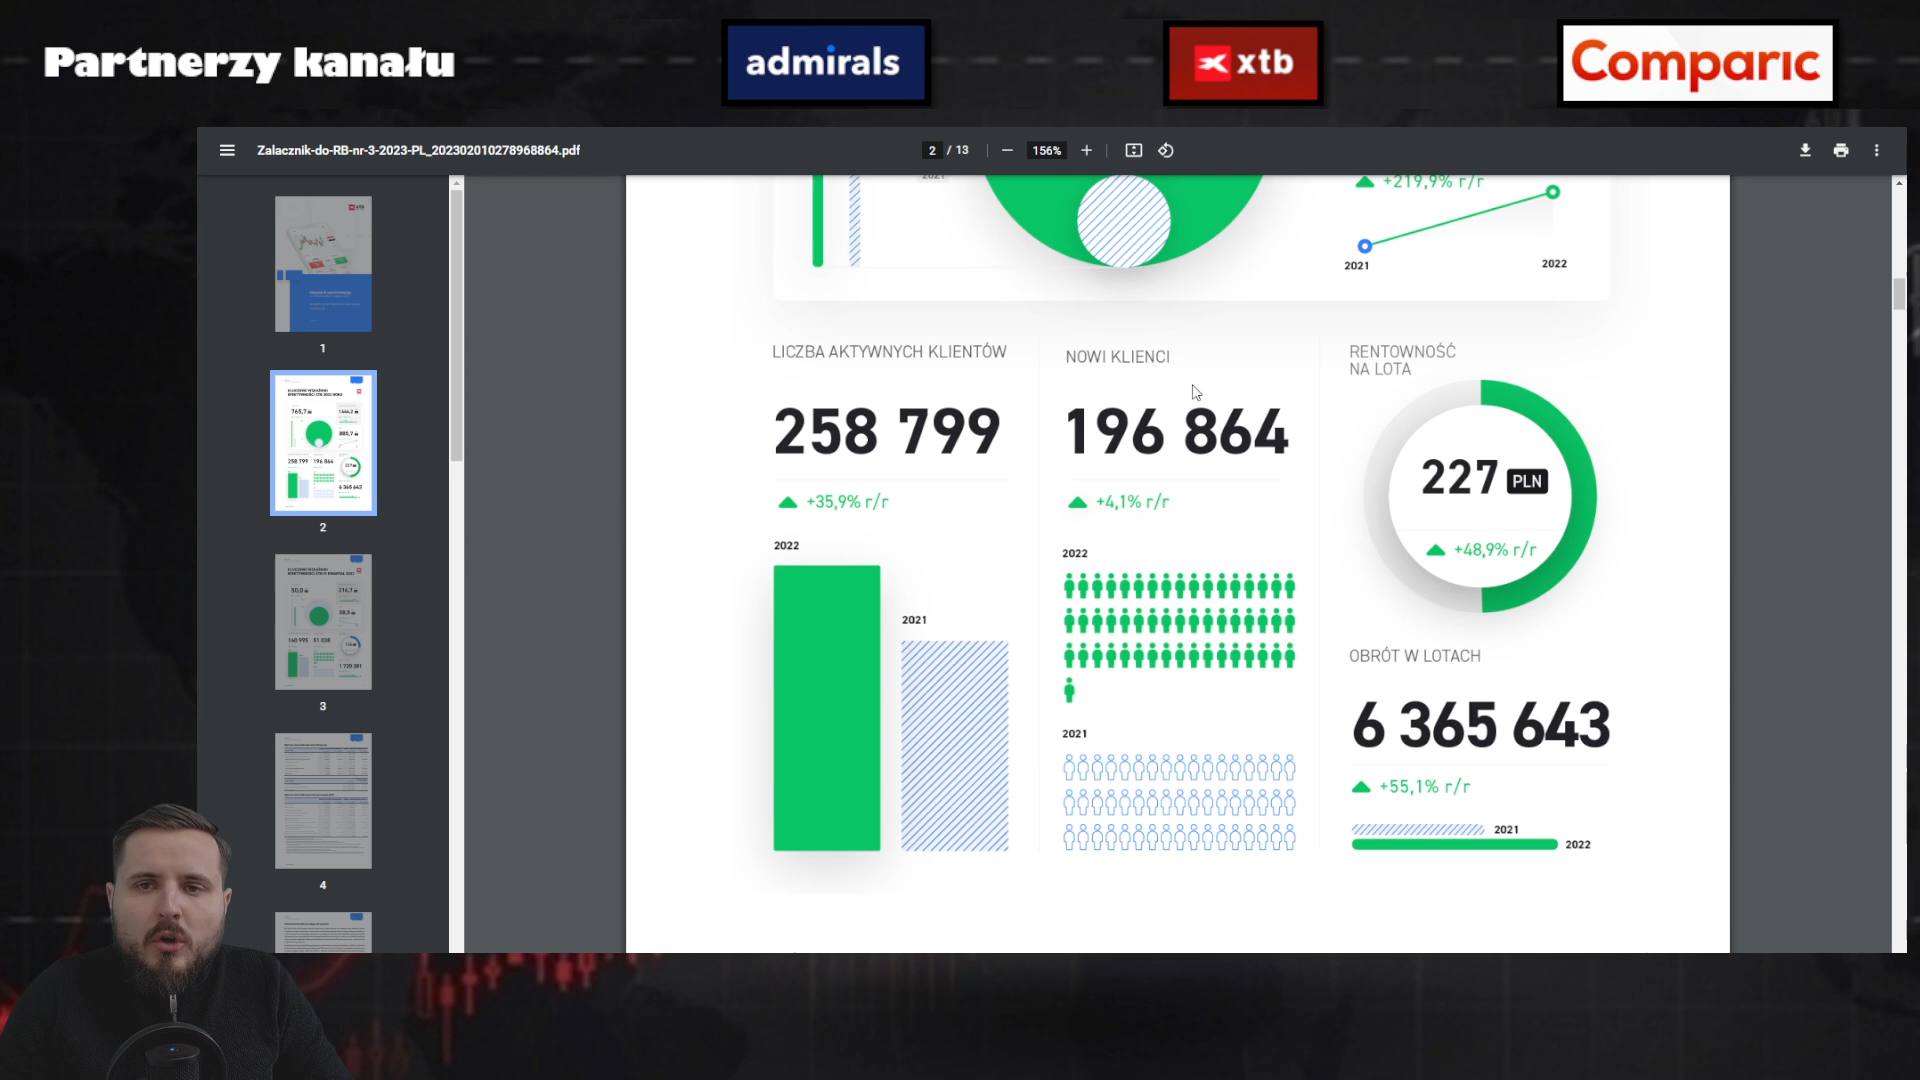 Partnerzy kanału
admirals
xtb
Comparic
Zalacznik-do-RB-nr-3-2023-PL_202302010278968864.pdf
2 / 13
156%
1
2
3
4
2021
+219,9% r/r
2021
2022
LICZBA AKTYWNYCH KLIENTÓW
258 799
+35,9% r/r
2022
2021
NOWI KLIENCI
196 864
+4,1% r/r
2022
2021
RENTOWNOŚĆ
NA LOTA
227 PLN
+48,9% r/r
OBRÓT W LOTACH
6 365 643
+55,1% r/r
2021
2022